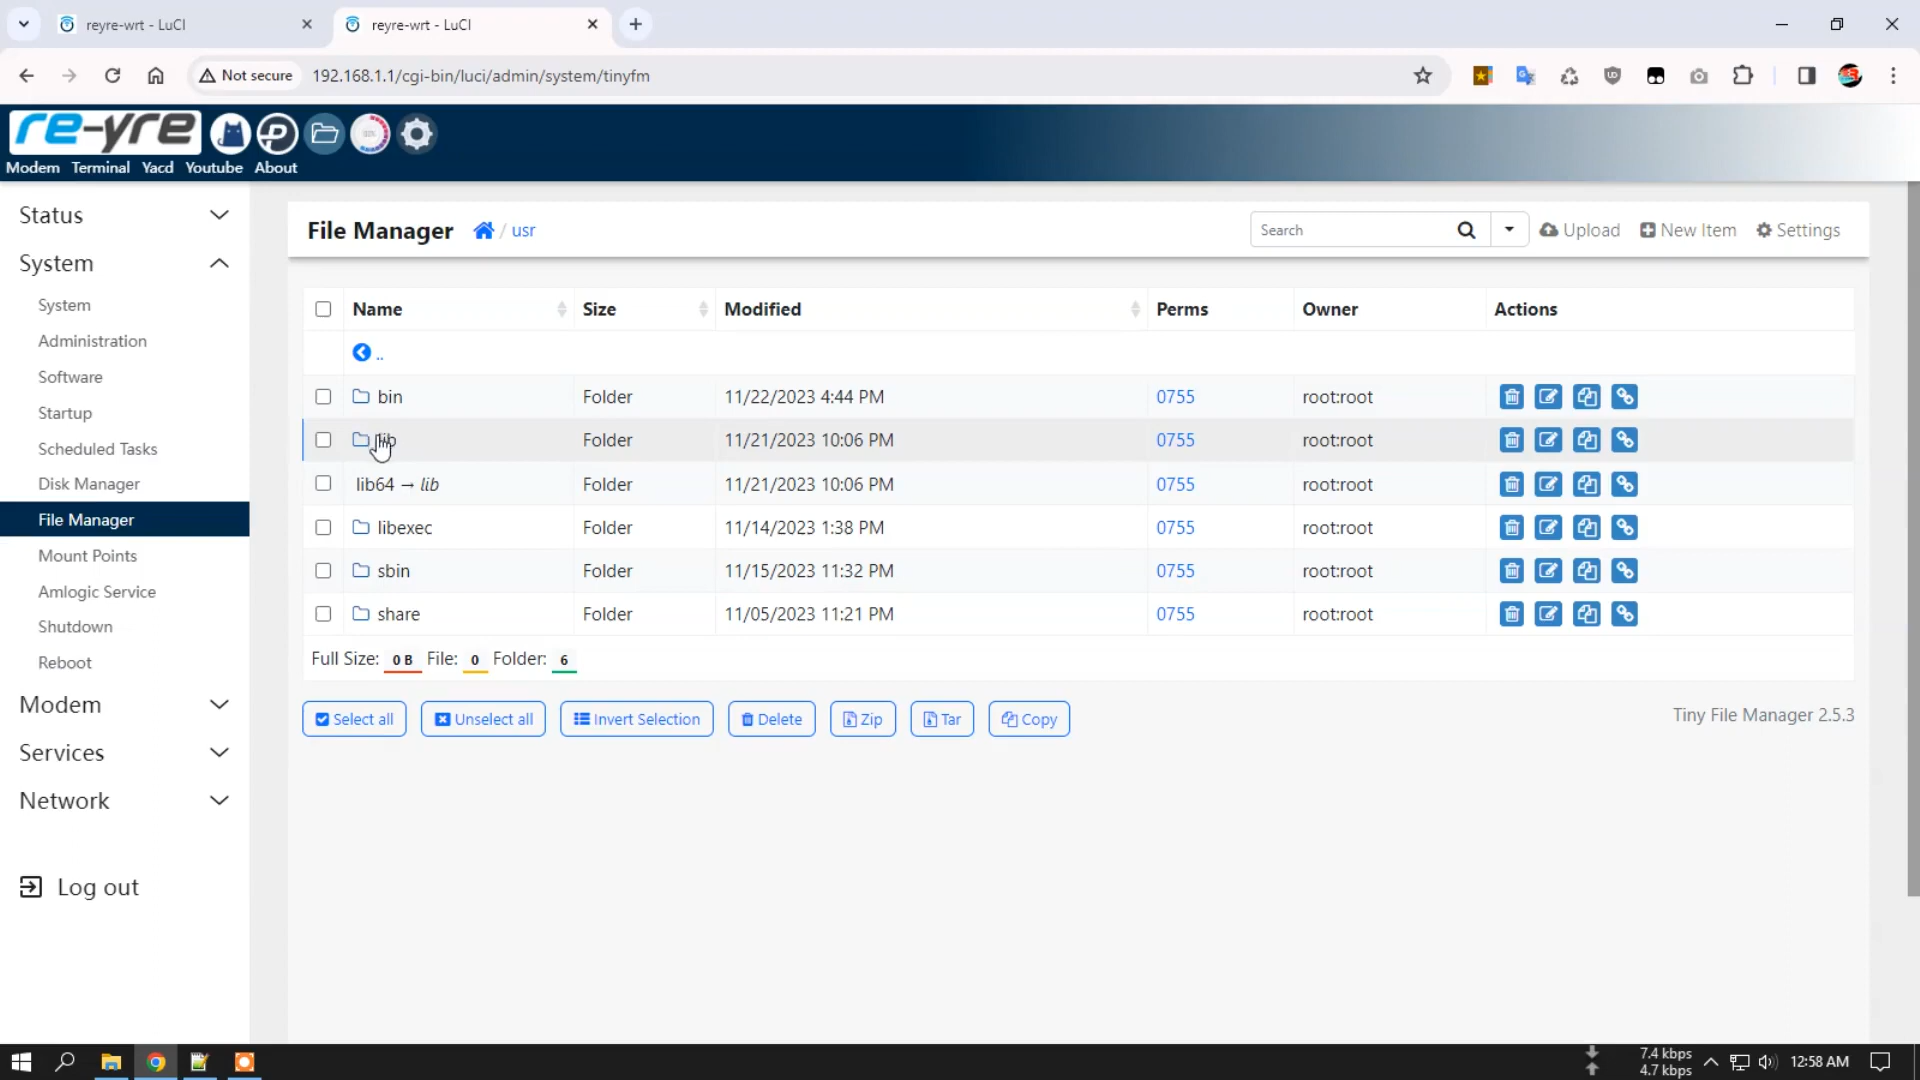 reyre-wrt - LuCI
reyre-wrt - LuCI
Not secure
192.168.1.1/cgi-bin/luci/admin/system/tinyfm
re-yre
Modem Terminal Yacd Youtube About
Status
System
System
Administration
Software
Startup
Scheduled Tasks
Disk Manager
File Manager
Mount Points
Amlogic Service
Shutdown
Reboot
Modem
Services
Network
Log out
File Manager / usr
Search
Upload
New Item
Settings
Name Size Modified Perms Owner Actions
..
bin Folder 11/22/2023 4:44 PM 0755 root:root
lib Folder 11/21/2023 10:06 PM 0755 root:root
lib64 → lib Folder 11/21/2023 10:06 PM 0755 root:root
libexec Folder 11/14/2023 1:38 PM 0755 root:root
sbin Folder 11/15/2023 11:32 PM 0755 root:root
share Folder 11/05/2023 11:21 PM 0755 root:root
Full Size: 0 B File: 0 Folder: 6
Select all Unselect all Invert Selection Delete Zip Tar Copy
Tiny File Manager 2.5.3
7.4 kbps
4.7 kbps
12:58 AM